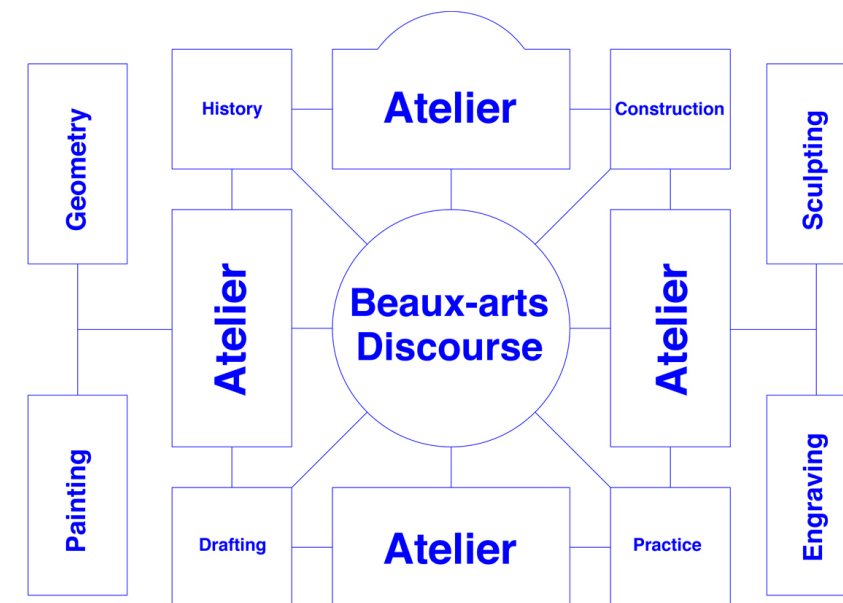 Atelier
History
Construction
Geometry
Sculpting
Atelier
Beaux-arts
Discourse
Atelier
Painting
Engraving
Drafting
Atelier
Practice